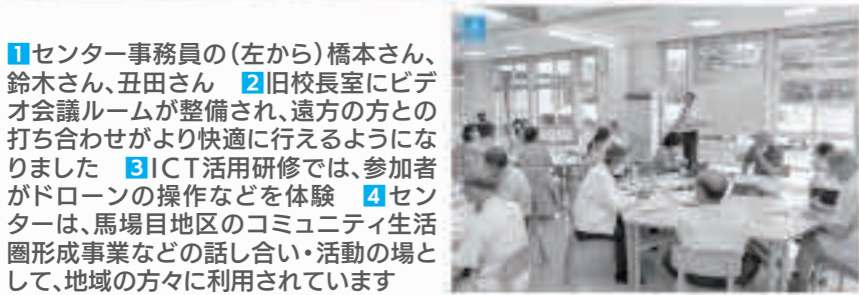 1センター事務員の（左から）橋本さん、
鈴木さん、丑田さん　2旧校長室にビデ
オ会議ルームが整備され、遠方の方との
打ち合わせがより快適に行えるようにな
りました　3ICT活用研修では、参加者
がドローンの操作などを体験　4セン
ターは、馬場目地区のコミュニティ生活
圏形成事業などの話し合い・活動の場と
して、地域の方々に利用されています